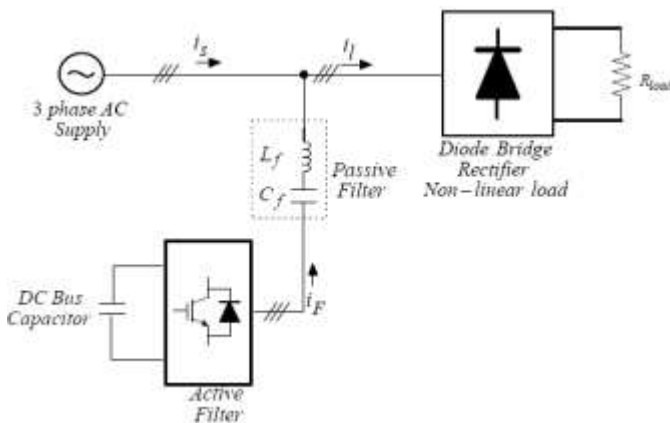 i_s
i_l
3 phase AC
Supply
R_load
Diode Bridge
Rectifier
Non-linear load
L_f
C_f
Passive
Filter
DC Bus
Capacitor
i_F
Active
Filter